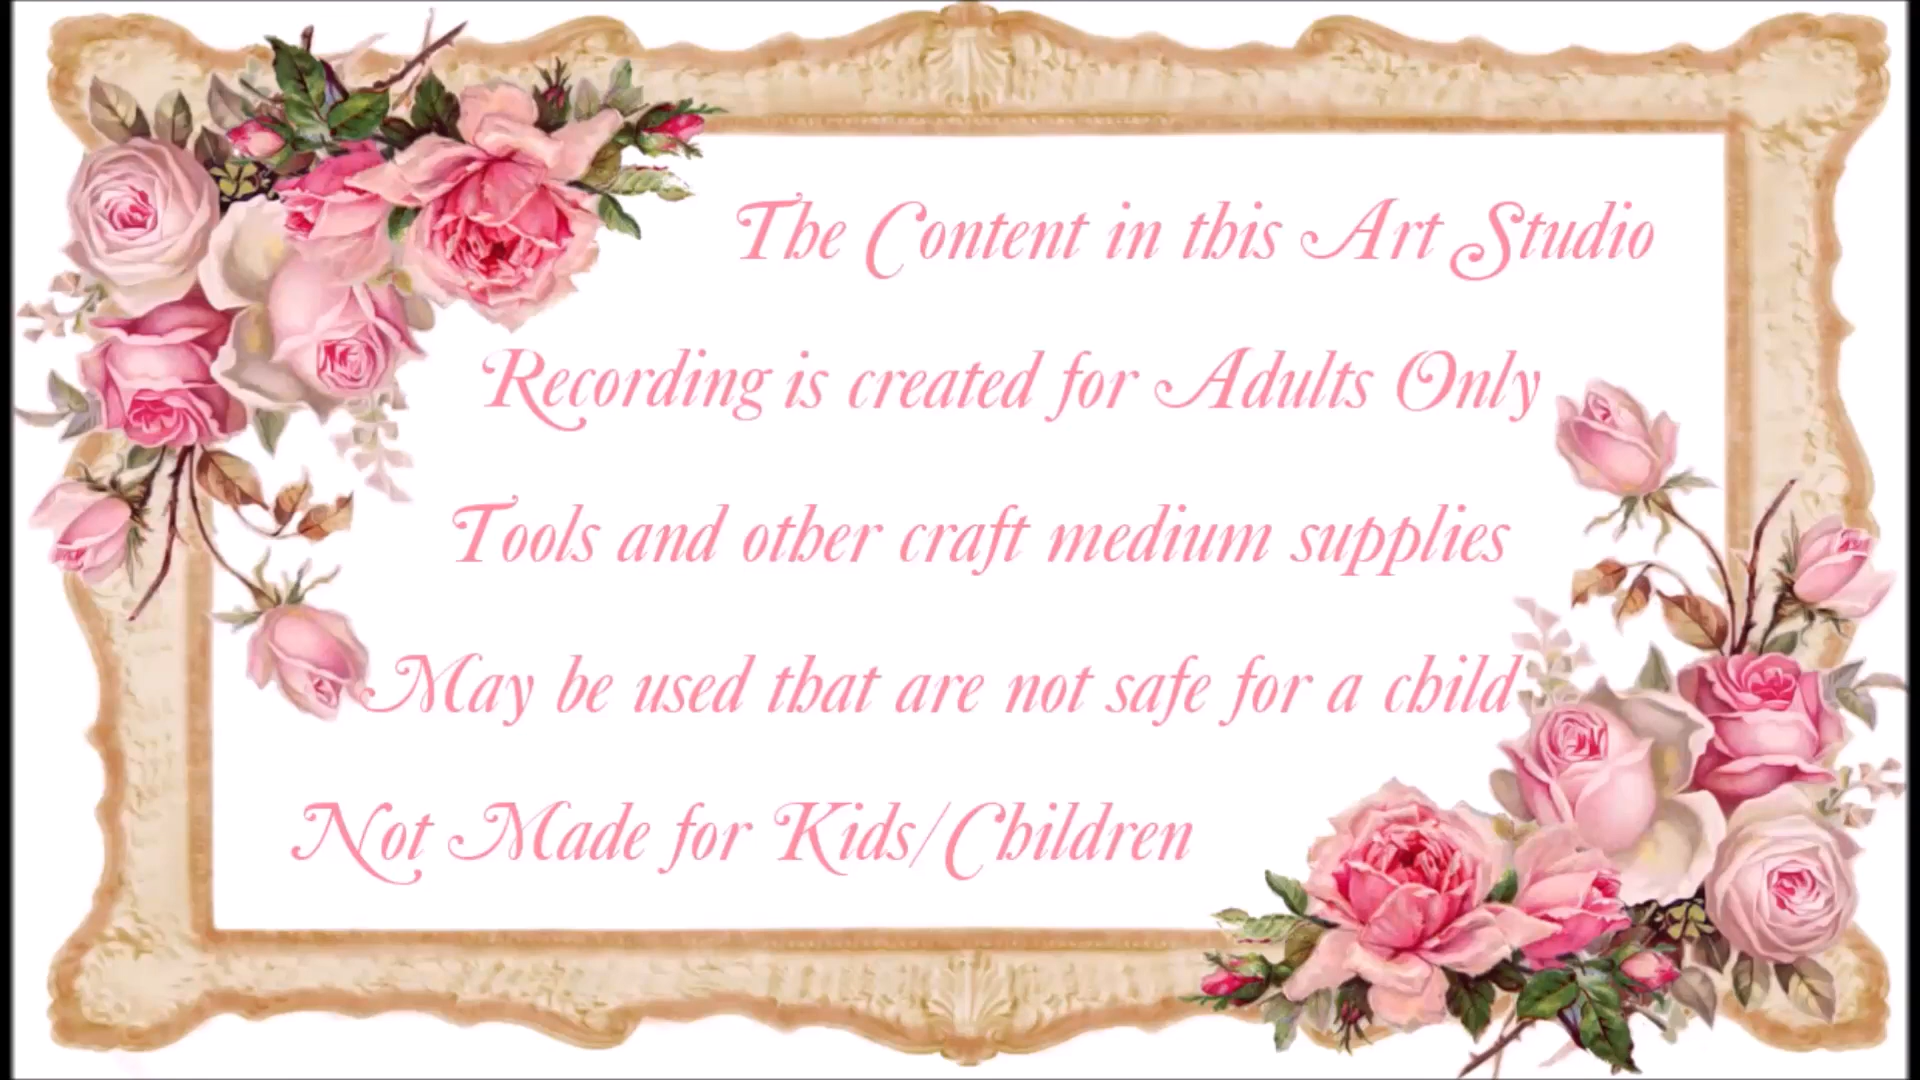 The Content in this Art Studio
Recording is created for Adults Only
Tools and other craft medium supplies
May be used that are not safe for a child
Not Made for Kids/Children